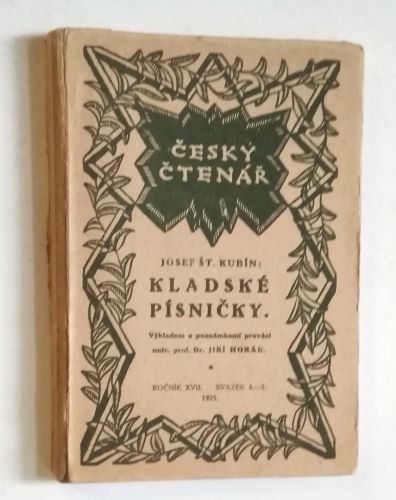 ČESKÝ
ČTENÁŘ
JOSEF ŠT. KUBÍN:
KLADSKÉ
PÍSNIČKY.
Výkladem a poznámkami provází
univ. prof. Dr. JIŘÍ HORÁK.
*
ROČNÍK XVII. SVAZEK 4.—5.
1925.